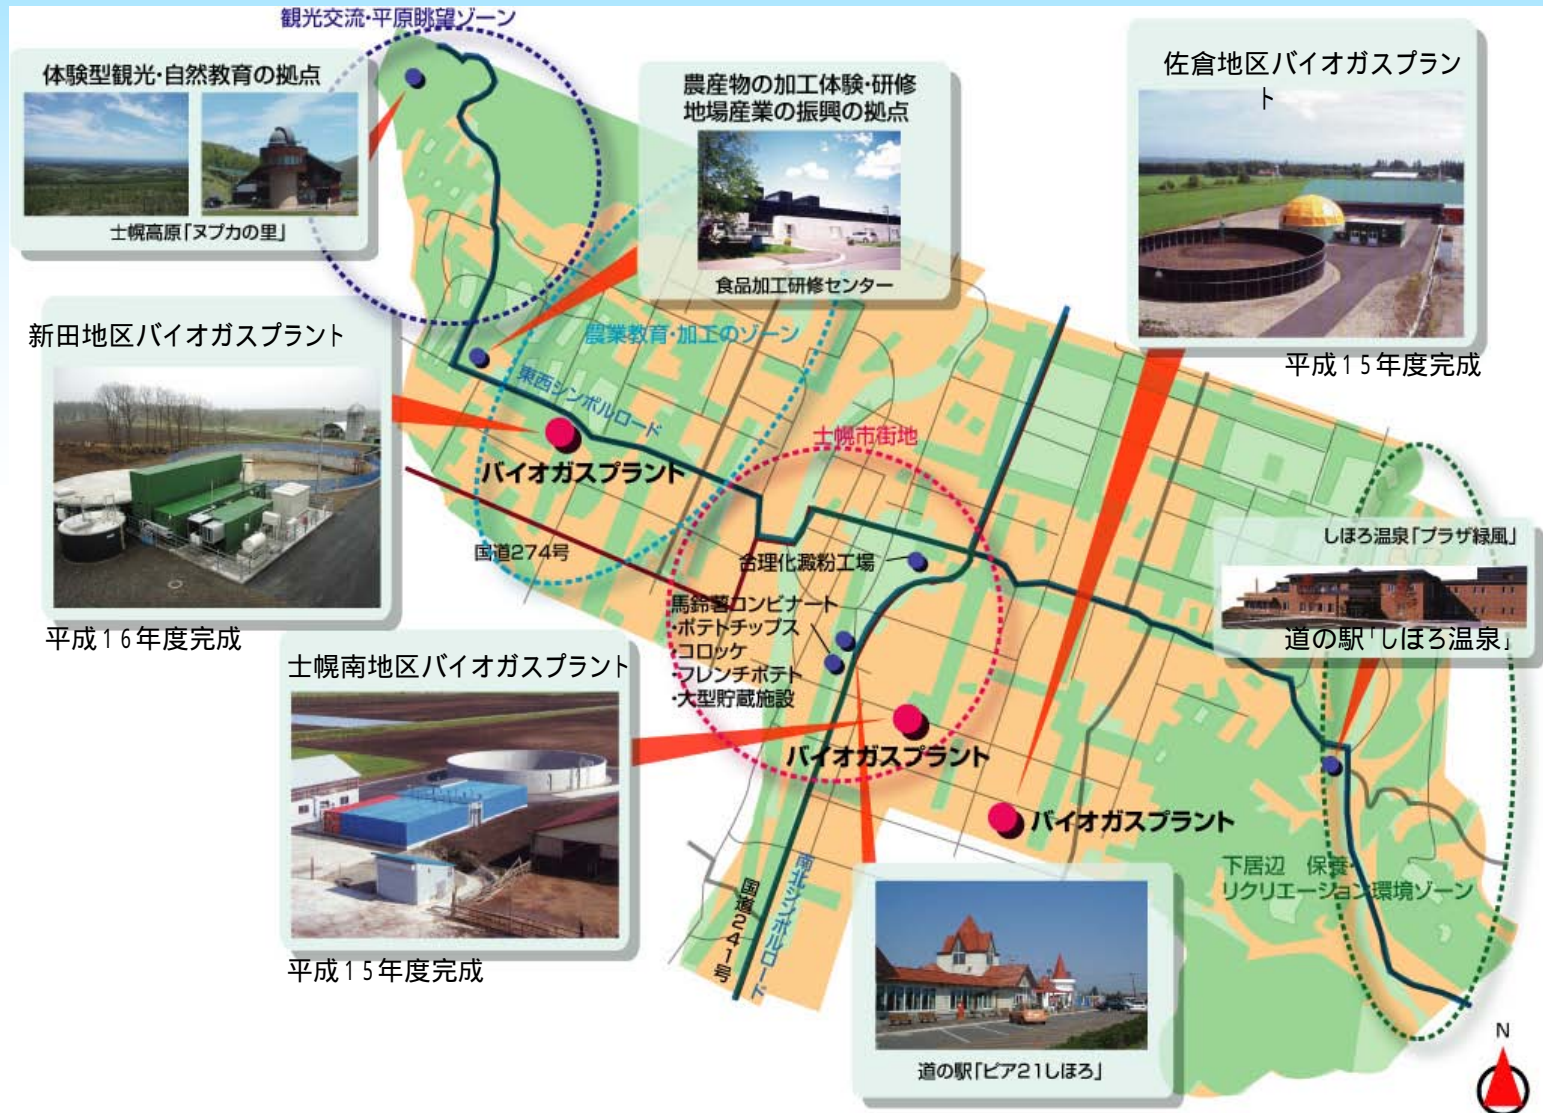 観光交流・平原眺望ゾーン
体験型観光・自然教育の拠点
士幌高原「ヌプカの里」
農産物の加工体験・研修
地場産業の振興の拠点
食品加工研修センター
佐倉地区バイオガスプラン
ト
平成15年度完成
新田地区バイオガスプラント
平成16年度完成
農業教育・加工のゾーン
東西シンボルロード
バイオガスプラント
国道274号
士幌市街地
合理化澱粉工場
馬鈴薯コンビナート
・ポテトチップス
・コロッケ
・フレンチポテト
・大型貯蔵施設
バイオガスプラント
しほろ温泉「プラザ緑風」
道の駅「しほろ温泉」
士幌南地区バイオガスプラント
平成15年度完成
バイオガスプラント
下居辺 保養・
リクリエーション環境ゾーン
国道241号
南北シンボルロード
道の駅「ピア21しほろ」
N